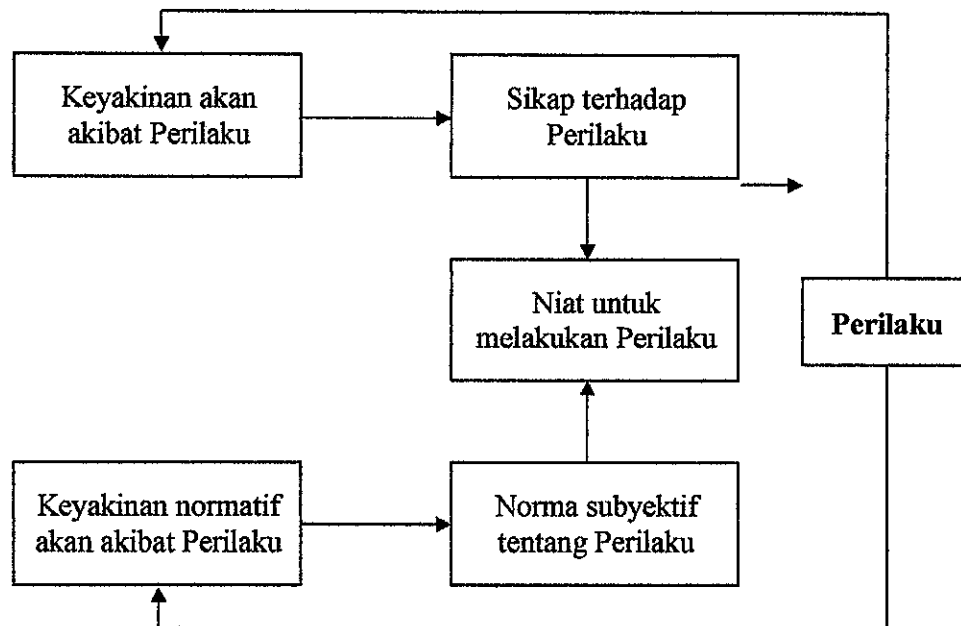 Keyakinan akan
akibat Perilaku
Sikap terhadap
Perilaku
Niat untuk
melakukan Perilaku
Perilaku
Keyakinan normatif
akan akibat Perilaku
Norma subyektif
tentang Perilaku